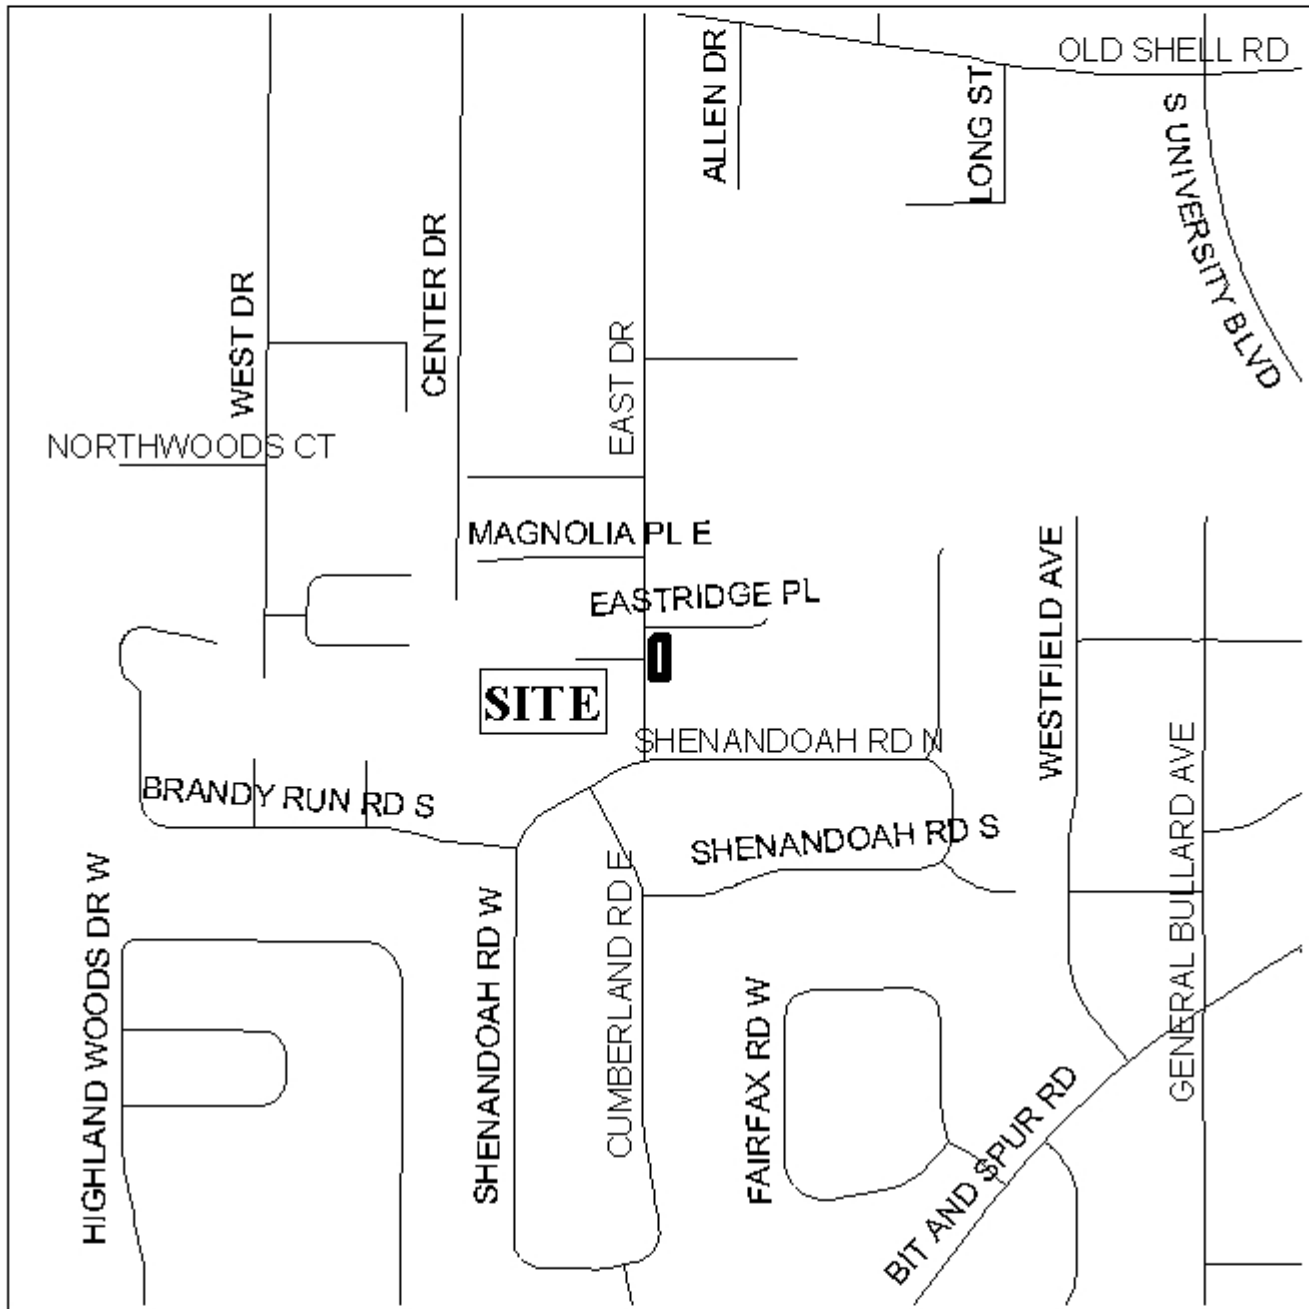 OLD SHELL RD
ALLEN DR
LONG ST
S UNIVERSITY BLVD
CENTER DR
WEST DR
EAST DR
NORTHWOODS CT
MAGNOLIA PL E
EASTRIDGE PL
WESTFIELD AVE
SITE
SHENANDOAH RD N
GENERAL BULLARD AVE
BRANDY RUN RD S
SHENANDOAH RD S
HIGHLAND WOODS DR W
SHENANDOAH RD W
CUMBERLAND RD E
FAIRFAX RD W
BIT AND SPUR RD